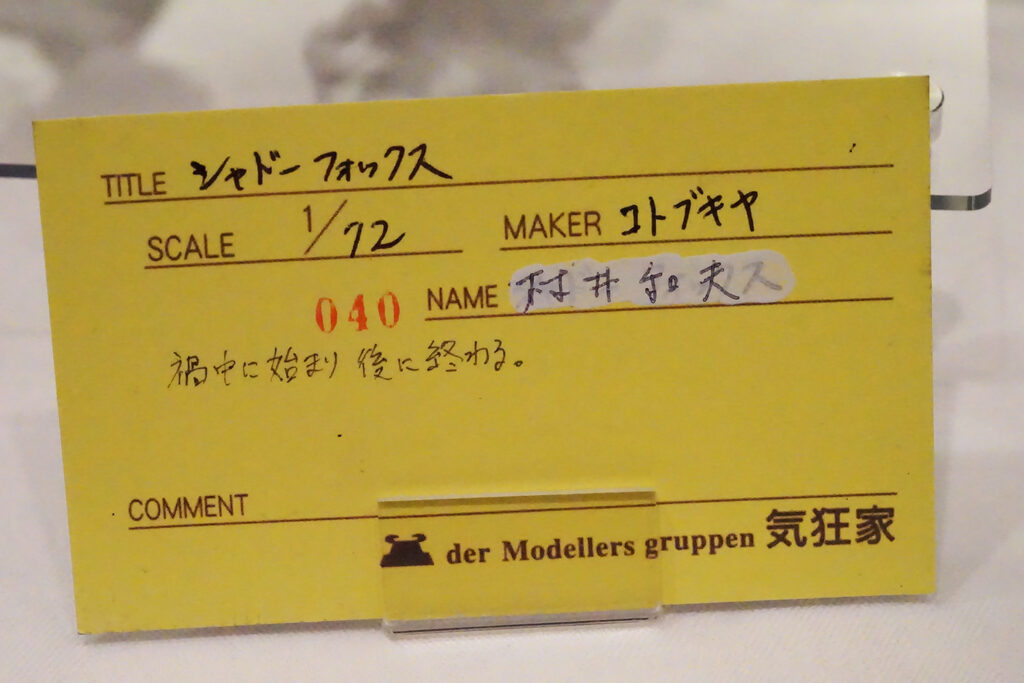 TITLE シャドーフォックス
SCALE 1/72 MAKER コトブキヤ
040 NAME 村井和夫
禍中に始まり後に終わる。
COMMENT
der Modellers gruppen 気狂家